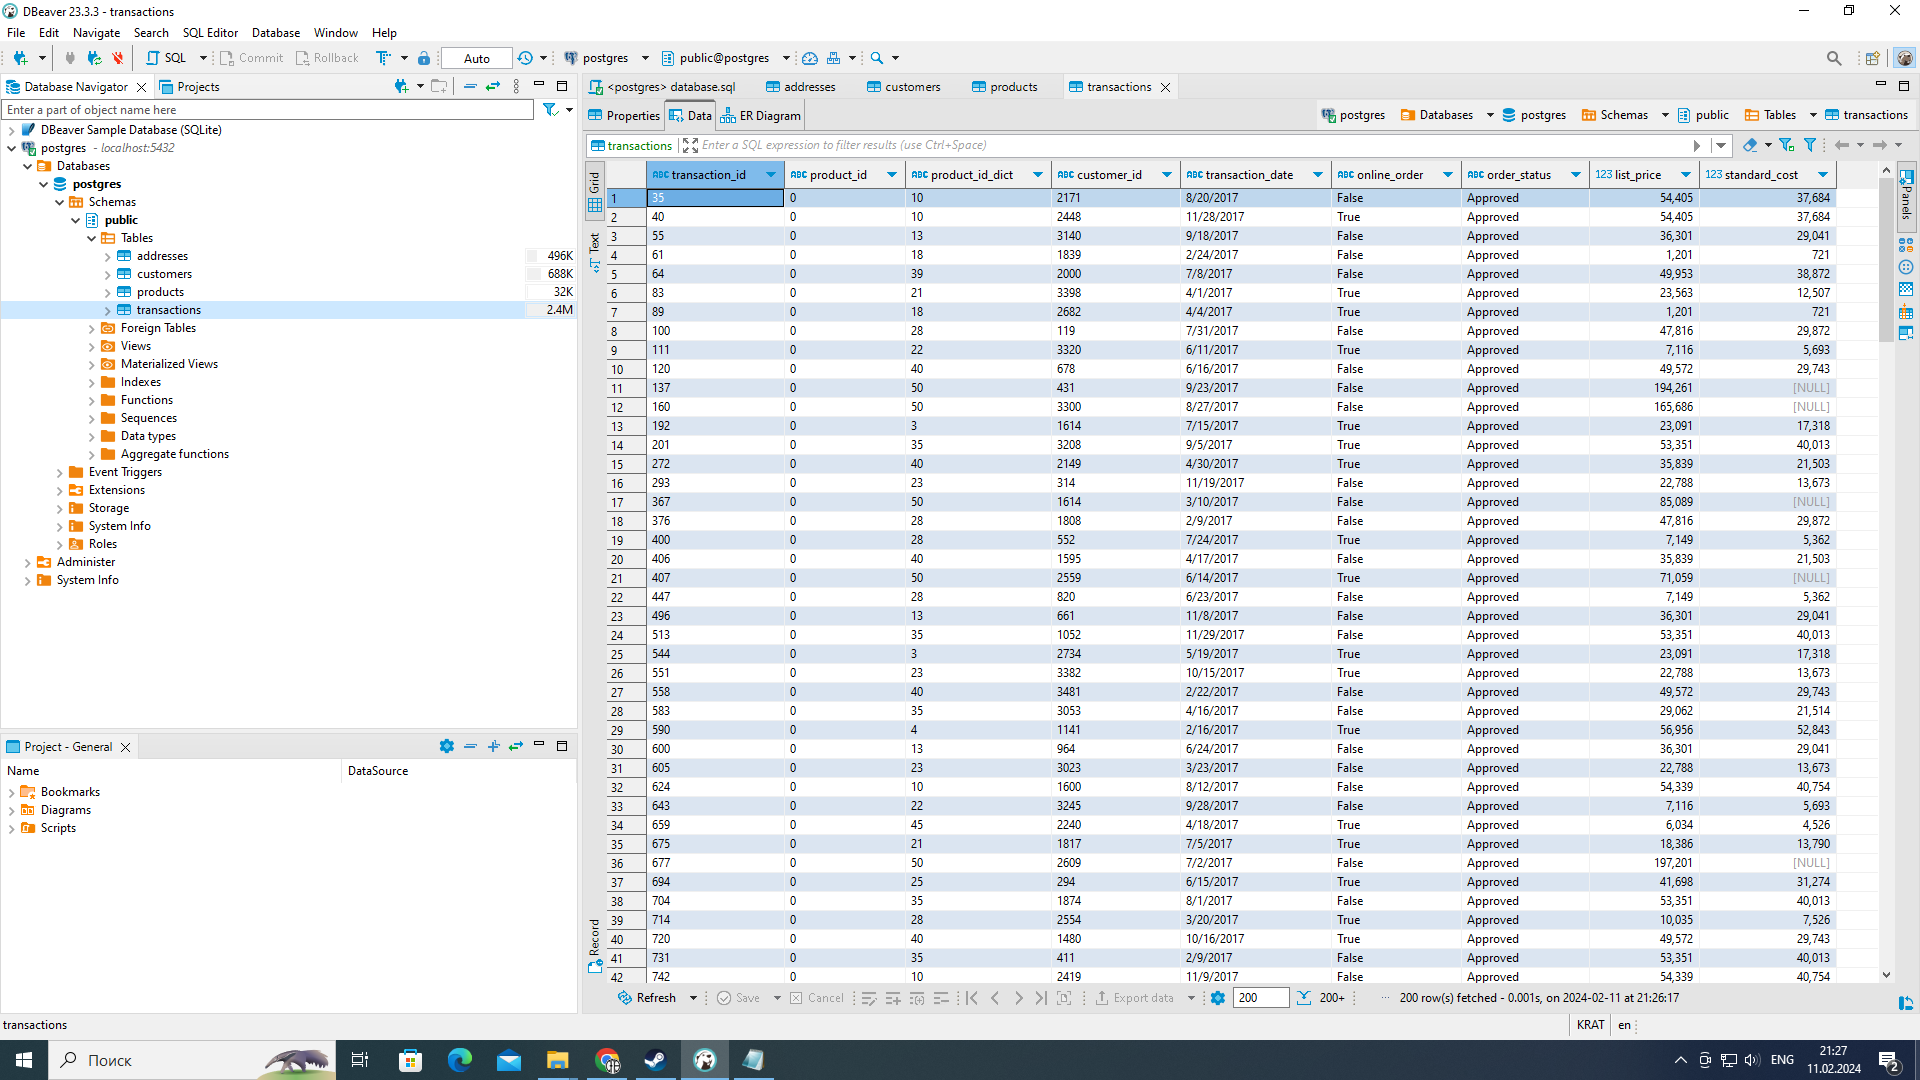 DBeaver 23.3.3 - transactions
File Edit Navigate Search SQL Editor Database Window Help
SQL Commit Rollback Auto postgres public@postgres
Database Navigator Projects
<postgres> database.sql addresses customers products transactions
Enter a part of object name here
Properties Data ER Diagram
postgres Databases postgres Schemas public Tables transactions
transactions Enter a SQL expression to filter results (use Ctrl+Space)
DBeaver Sample Database (SQLite)
postgres - localhost:5432
Databases
postgres
Schemas
public
Tables
addresses 496K
customers 688K
products 32K
transactions 2.4M
Foreign Tables
Views
Materialized Views
Indexes
Functions
Sequences
Data types
Aggregate functions
Event Triggers
Extensions
Storage
System Info
Roles
Administer
System Info
Project - General
Name DataSource
Bookmarks
Diagrams
Scripts
Grid
Text
Record
Panels
ABC transaction_id ABC product_id ABC product_id_dict ABC customer_id ABC transaction_date ABC online_order ABC order_status 123 list_price 123 standard_cost
1 35 0 10 2171 8/20/2017 False Approved 54,405 37,684
2 40 0 10 2448 11/28/2017 True Approved 54,405 37,684
3 55 0 13 3140 9/18/2017 False Approved 36,301 29,041
4 61 0 18 1839 2/24/2017 False Approved 1,201 721
5 64 0 39 2000 7/8/2017 False Approved 49,953 38,872
6 83 0 21 3398 4/1/2017 True Approved 23,563 12,507
7 89 0 18 2682 4/4/2017 True Approved 1,201 721
8 100 0 28 119 7/31/2017 False Approved 47,816 29,872
9 111 0 22 3320 6/11/2017 True Approved 7,116 5,693
10 120 0 40 678 6/16/2017 False Approved 49,572 29,743
11 137 0 50 431 9/23/2017 False Approved 194,261 [NULL]
12 160 0 50 3300 8/27/2017 False Approved 165,686 [NULL]
13 192 0 3 1614 7/15/2017 True Approved 23,091 17,318
14 201 0 35 3208 9/5/2017 True Approved 53,351 40,013
15 272 0 40 2149 4/30/2017 True Approved 35,839 21,503
16 293 0 23 314 11/19/2017 False Approved 22,788 13,673
17 367 0 50 1614 3/10/2017 False Approved 85,089 [NULL]
18 376 0 28 1808 2/9/2017 False Approved 47,816 29,872
19 400 0 28 552 7/24/2017 True Approved 7,149 5,362
20 406 0 40 1595 4/17/2017 False Approved 35,839 21,503
21 407 0 50 2559 6/14/2017 True Approved 71,059 [NULL]
22 447 0 28 820 6/23/2017 False Approved 7,149 5,362
23 496 0 13 661 11/8/2017 False Approved 36,301 29,041
24 513 0 35 1052 11/29/2017 False Approved 53,351 40,013
25 544 0 3 2734 5/19/2017 True Approved 23,091 17,318
26 551 0 23 3382 10/15/2017 True Approved 22,788 13,673
27 558 0 40 3481 2/22/2017 False Approved 49,572 29,743
28 583 0 35 3053 4/16/2017 False Approved 29,062 21,514
29 590 0 4 1141 2/16/2017 True Approved 56,956 52,843
30 600 0 13 964 6/24/2017 False Approved 36,301 29,041
31 605 0 23 3023 3/23/2017 False Approved 22,788 13,673
32 624 0 10 1600 8/12/2017 False Approved 54,339 40,754
33 643 0 22 3245 9/28/2017 False Approved 7,116 5,693
34 659 0 45 2240 4/18/2017 True Approved 6,034 4,526
35 675 0 21 1817 7/5/2017 True Approved 18,386 13,790
36 677 0 50 2609 7/2/2017 False Approved 197,201 [NULL]
37 694 0 25 294 6/15/2017 True Approved 41,698 31,274
38 704 0 35 1874 8/1/2017 False Approved 53,351 40,013
39 714 0 28 2554 3/20/2017 True Approved 10,035 7,526
40 720 0 40 1480 10/16/2017 True Approved 49,572 29,743
41 731 0 35 411 2/9/2017 False Approved 53,351 40,013
42 742 0 10 2419 11/9/2017 False Approved 54,339 40,754
Refresh Save Cancel Export data 200 200+ 200 row(s) fetched - 0.001s, on 2024-02-11 at 21:26:17
transactions KRAT en
Поиск ENG 21:27
11.02.2024 2